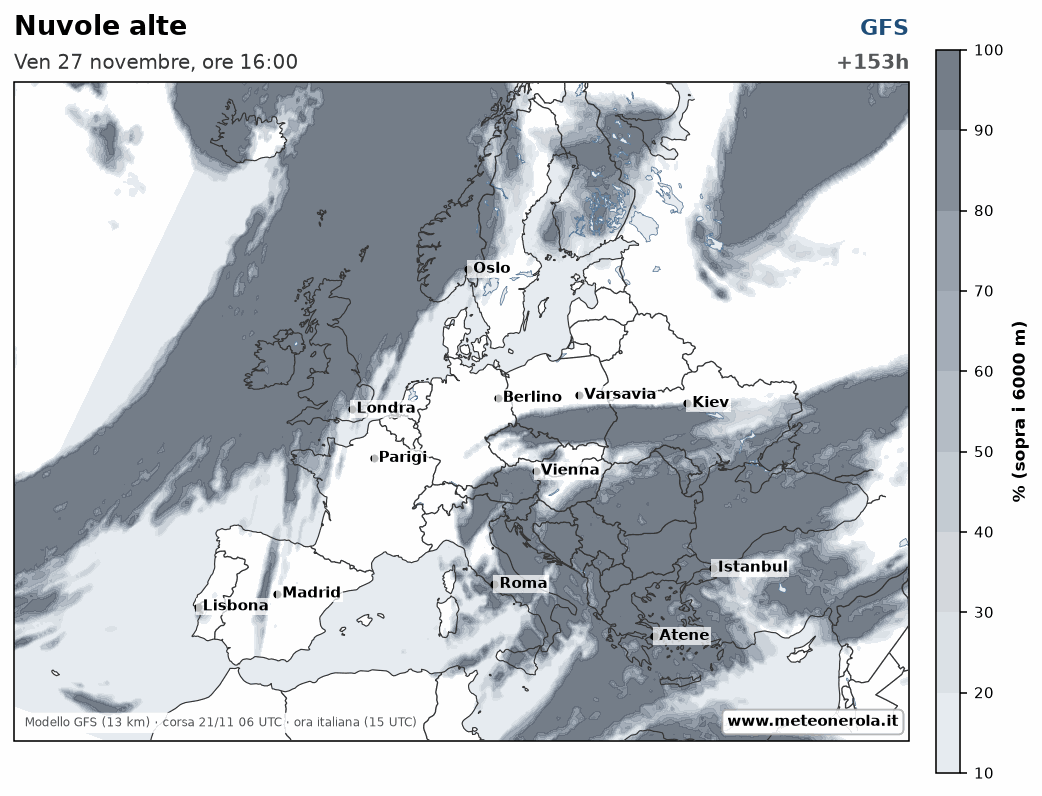 Nuvole alte
GFS
Ven 27 novembre, ore 16:00
+153h
100
90
80
70
60
50
40
30
20
10
% (sopra i 6000 m)
Oslo
Londra
Berlino
Varsavia
Kiev
Parigi
Vienna
Istanbul
Roma
Madrid
Lisbona
Atene
Modello GFS (13 km) · corsa 21/11 06 UTC · ora italiana (15 UTC)
www.meteonerola.it